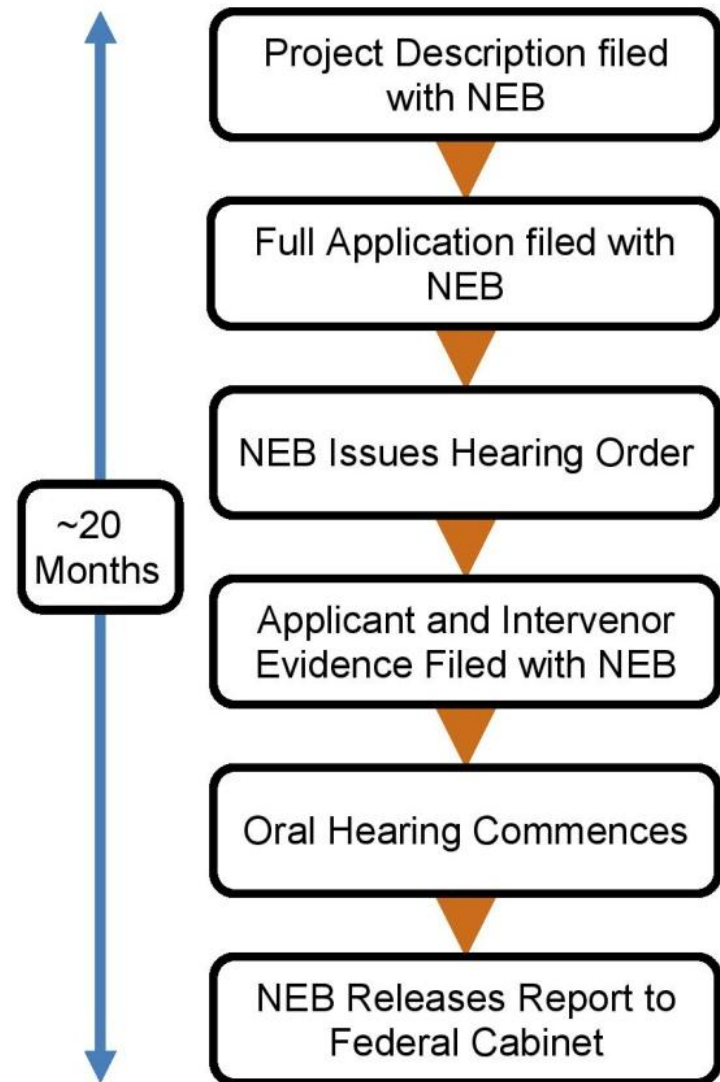 Project Description filed
with NEB
Full Application filed with
NEB
NEB Issues Hearing Order
~20
Months
Applicant and Intervenor
Evidence Filed with NEB
Oral Hearing Commences
NEB Releases Report to
Federal Cabinet